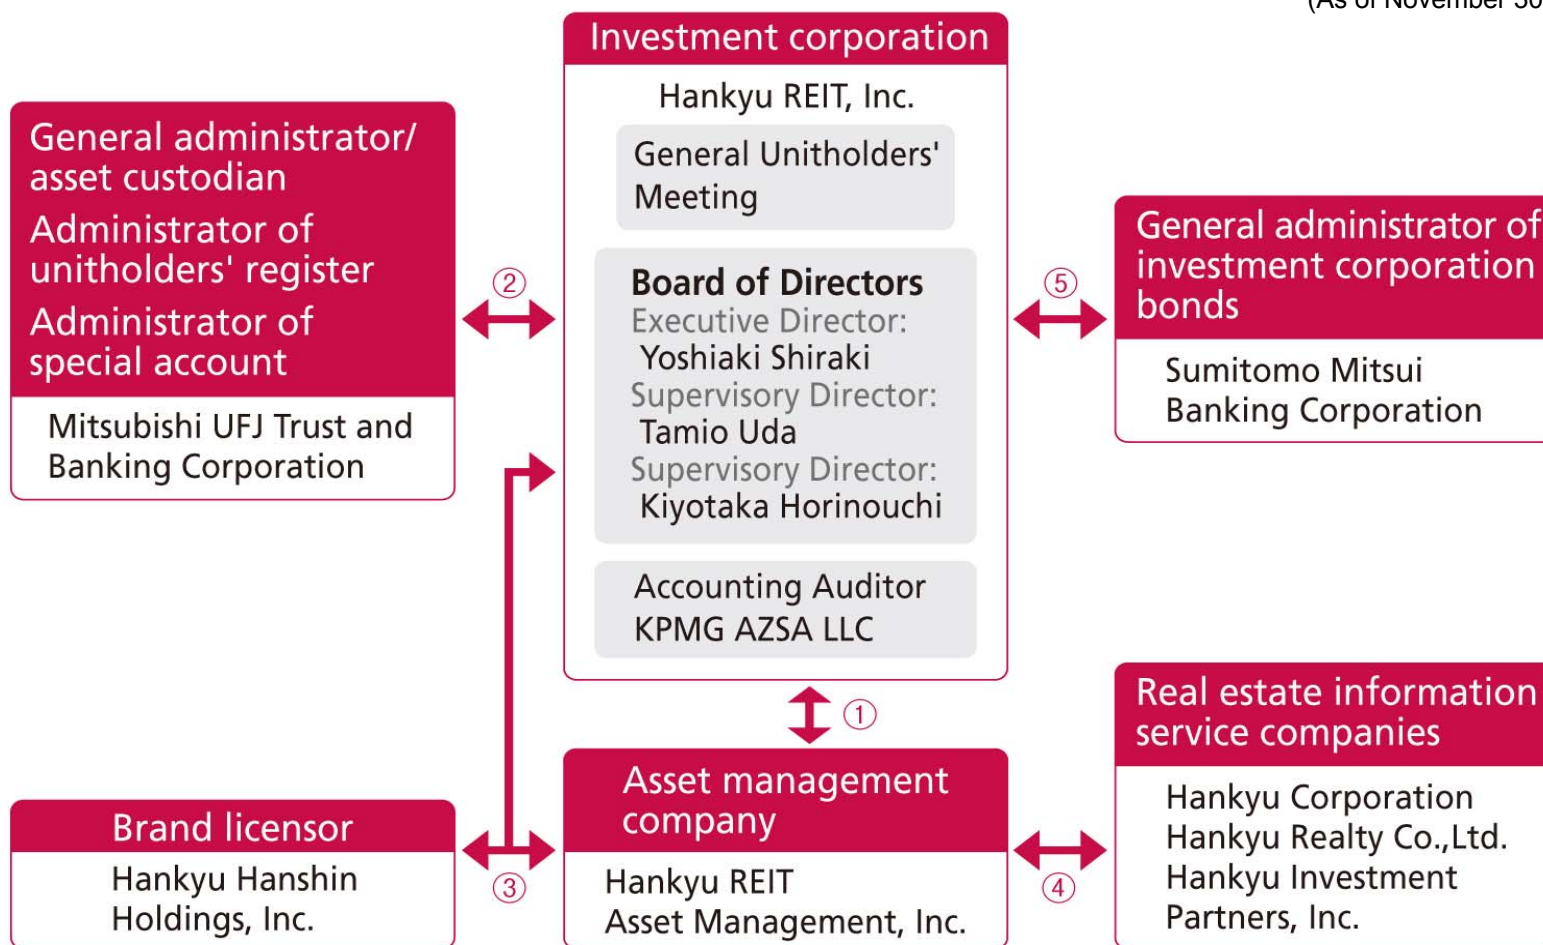 (As of November 30
Investment corporation
Hankyu REIT, Inc.
General Unitholders'
Meeting
Board of Directors
Executive Director:
Yoshiaki Shiraki
Supervisory Director:
Tamio Uda
Supervisory Director:
Kiyotaka Horinouchi
Accounting Auditor
KPMG AZSA LLC
General administrator/
asset custodian
Administrator of
unitholders' register
Administrator of
special account
Mitsubishi UFJ Trust and
Banking Corporation
②
⑤
General administrator of
investment corporation
bonds
Sumitomo Mitsui
Banking Corporation
①
Brand licensor
Hankyu Hanshin
Holdings, Inc.
③
Asset management
company
Hankyu REIT
Asset Management, Inc.
④
Real estate information
service companies
Hankyu Corporation
Hankyu Realty Co.,Ltd.
Hankyu Investment
Partners, Inc.